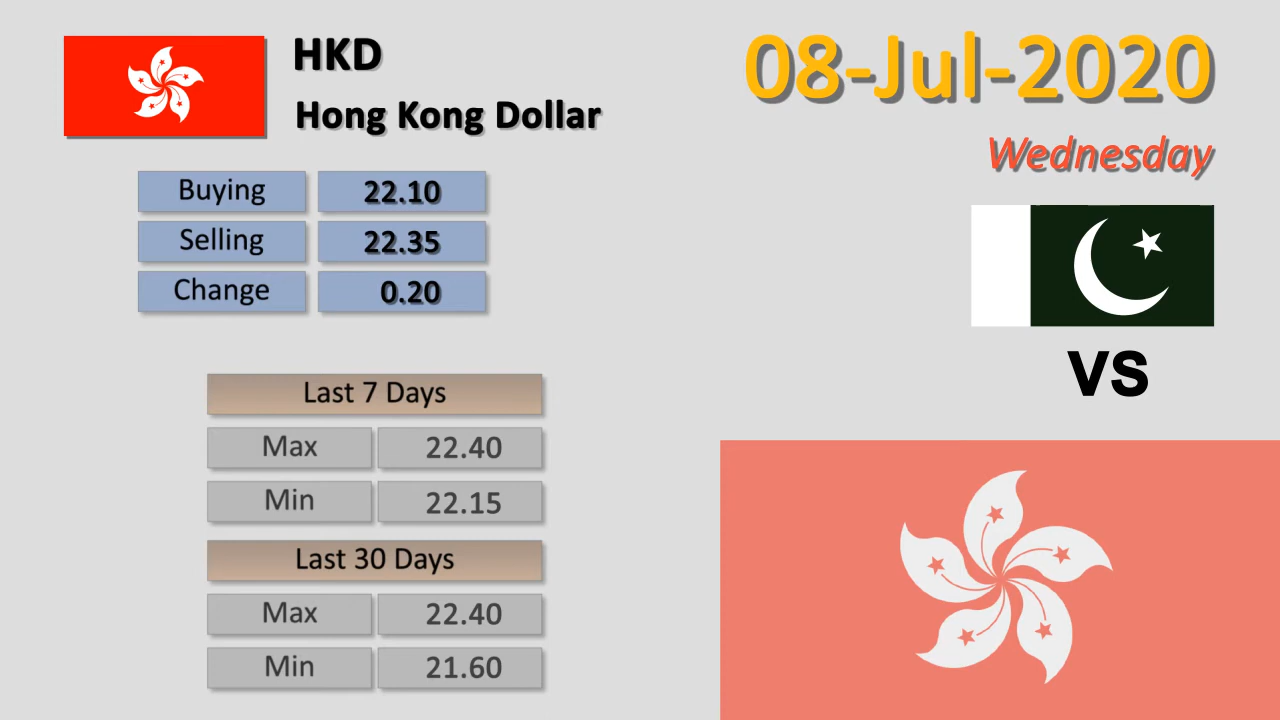 HKD
Hong Kong Dollar
08-Jul-2020
Wednesday
Buying 22.10
Selling 22.35
Change 0.20
VS
Last 7 Days
Max 22.40
Min 22.15
Last 30 Days
Max 22.40
Min 21.60